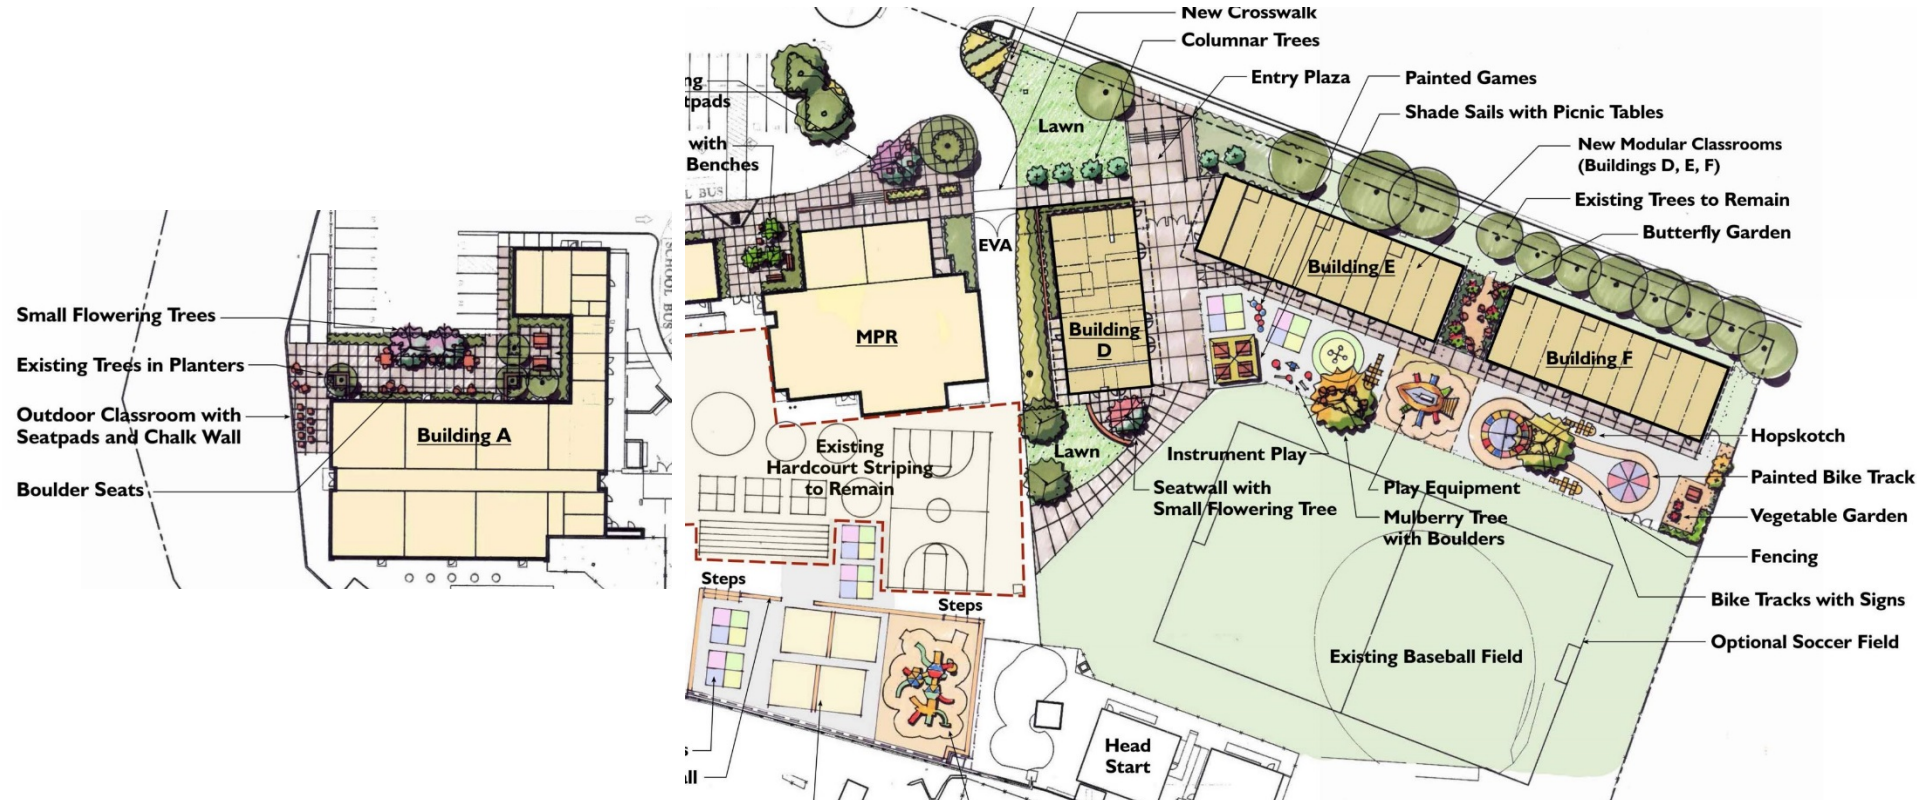 Small Flowering Trees
Existing Trees in Planters
Outdoor Classroom with
Seatpads and Chalk Wall
Boulder Seats
Building A
SCHOOL BUS
New Crosswalk
Columnar Trees
Entry Plaza
Painted Games
Shade Sails with Picnic Tables
New Modular Classrooms
(Buildings D, E, F)
Existing Trees to Remain
Butterfly Garden
ng
tpads
with
Benches
L BUS
Lawn
EVA
MPR
Building
D
Building E
Building F
Existing
Hardcourt Striping
to Remain
Lawn
Instrument Play
Seatwall with
Small Flowering Tree
Play Equipment
Mulberry Tree
with Boulders
Hopskotch
Painted Bike Track
Vegetable Garden
Fencing
Bike Tracks with Signs
Optional Soccer Field
Existing Baseball Field
Steps
Steps
s
ll
Head
Start